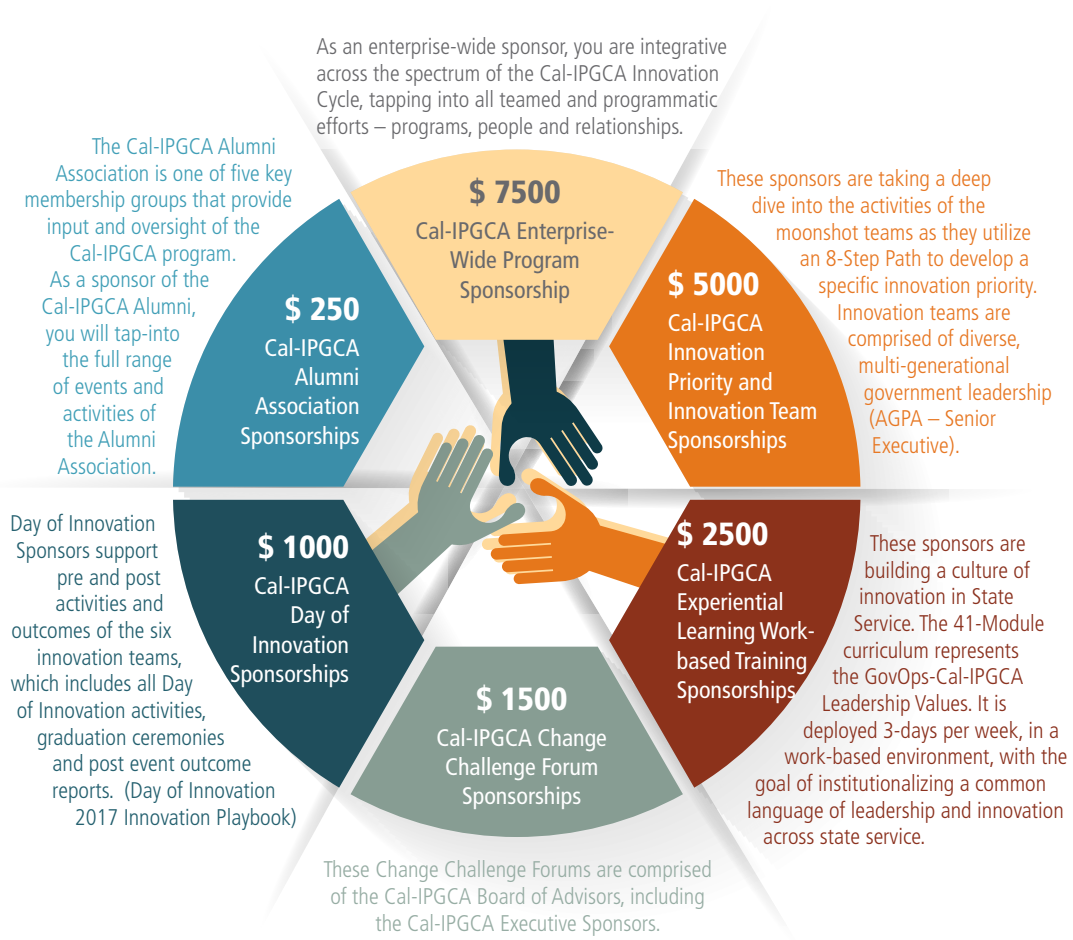 As an enterprise-wide sponsor, you are integrative
across the spectrum of the Cal-IPGCA Innovation
Cycle, tapping into all teamed and programmatic
efforts – programs, people and relationships.
$ 7500
Cal-IPGCA Enterprise-
Wide Program
Sponsorship
These sponsors are taking a deep
dive into the activities of the
moonshot teams as they utilize
an 8-Step Path to develop a
specific innovation priority.
Innovation teams are
comprised of diverse,
multi-generational
government leadership
(AGPA – Senior
Executive).
$ 5000
Cal-IPGCA
Innovation
Priority and
Innovation Team
Sponsorships
$ 2500
Cal-IPGCA
Experiential
Learning Work-
based Training
Sponsorships
These sponsors are
building a culture of
innovation in State
Service. The 41-Module
curriculum represents
the GovOps-Cal-IPGCA
Leadership Values. It is
deployed 3-days per week, in a
work-based environment, with the
goal of institutionalizing a common
language of leadership and innovation
across state service.
$ 1500
Cal-IPGCA Change
Challenge Forum
Sponsorships
These Change Challenge Forums are comprised
of the Cal-IPGCA Board of Advisors, including
the Cal-IPGCA Executive Sponsors.
$ 1000
Cal-IPGCA
Day of
Innovation
Sponsorships
Day of Innovation
Sponsors support
pre and post
activities and
outcomes of the six
innovation teams,
which includes all Day
of Innovation activities,
graduation ceremonies
and post event outcome
reports. (Day of Innovation
2017 Innovation Playbook)
$ 250
Cal-IPGCA
Alumni
Association
Sponsorships
The Cal-IPGCA Alumni
Association is one of five key
membership groups that provide
input and oversight of the
Cal-IPGCA program.
As a sponsor of the
Cal-IPGCA Alumni,
you will tap-into
the full range
of events and
activities of
the Alumni
Association.